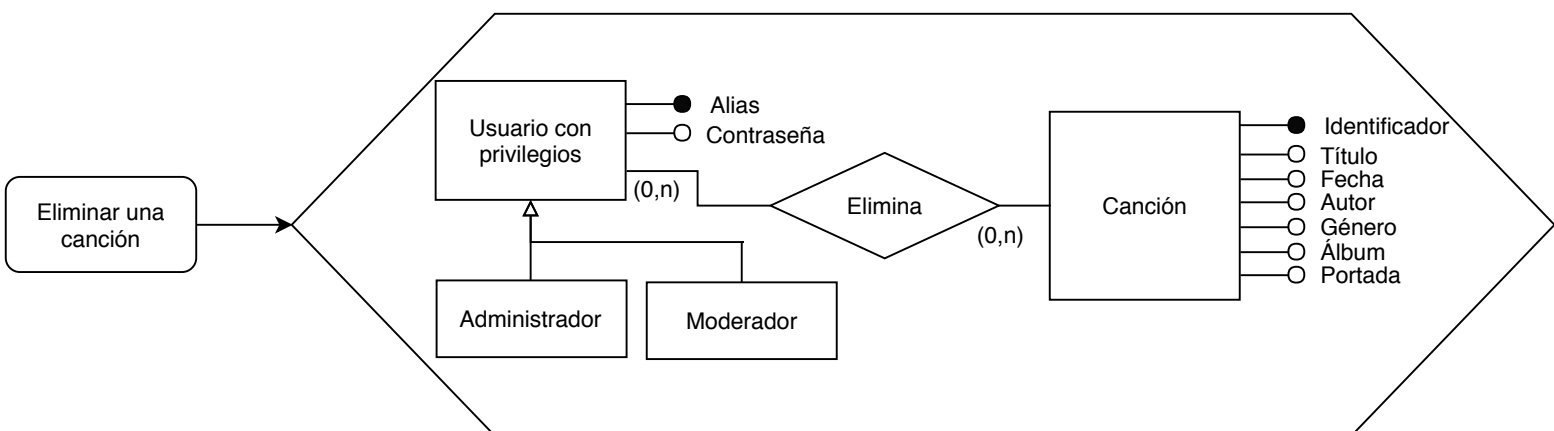 Eliminar una
canción
Usuario con
privilegios
Alias
Contraseña
(0,n)
Administrador
Moderador
Elimina
(0,n)
Canción
Identificador
Título
Fecha
Autor
Género
Álbum
Portada